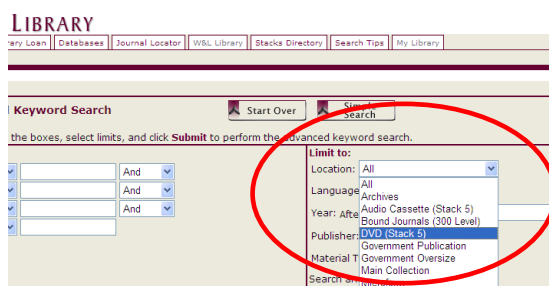 LIBRARY
rary Loan Databases Journal Locator W&L Library Stacks Directory Search Tips My Library
Keyword Search Start Over Simple Search
the boxes, select limits, and click Submit to perform the advanced keyword search.
Limit to:
And Location: All
And Language All
Archives
And Year: Afte Audio Cassette (Stack 5)
Bound Journals (300 Level)
Publisher: DVD (Stack 5)
Government Publication
Material T Government Oversize
Main Collection
Search an